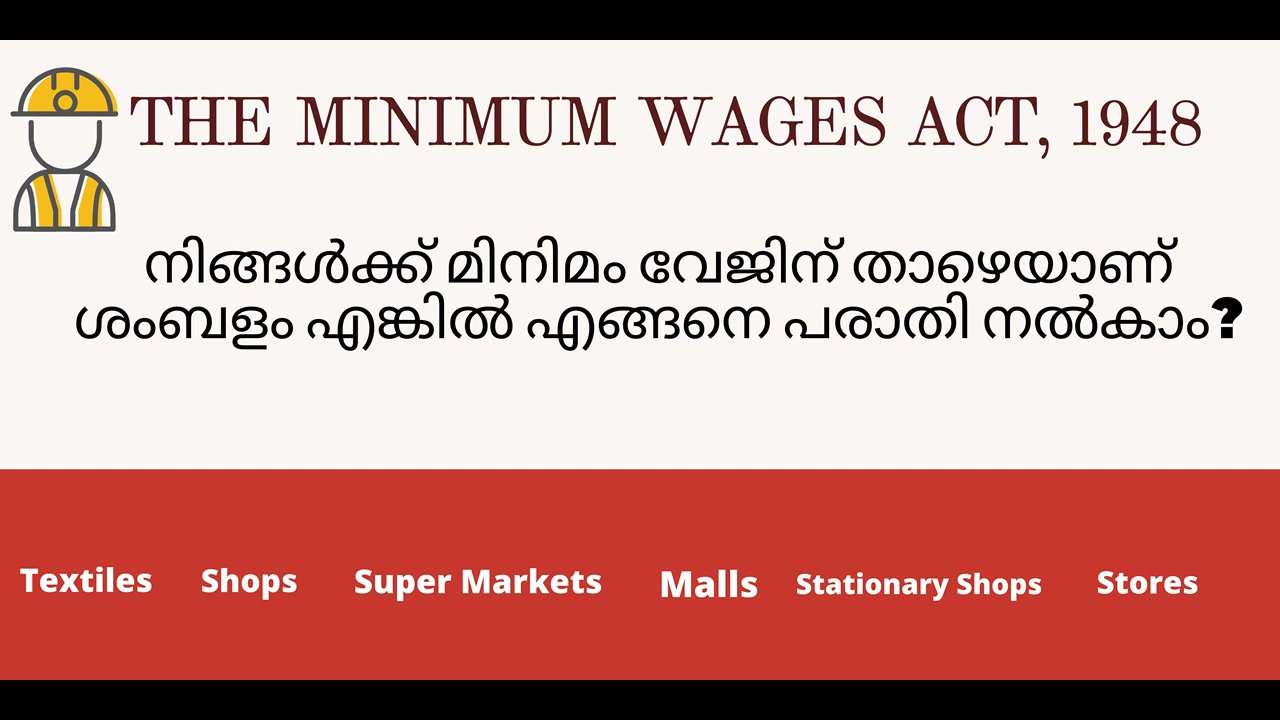 THE MINIMUM WAGES ACT, 1948
നിങ്ങൾക്ക് മിനിമം വേജിന് താഴെയാണ്
ശംബളം എങ്കിൽ എങ്ങനെ പരാതി നൽകാം?
Textiles Shops Super Markets Malls Stationary Shops Stores